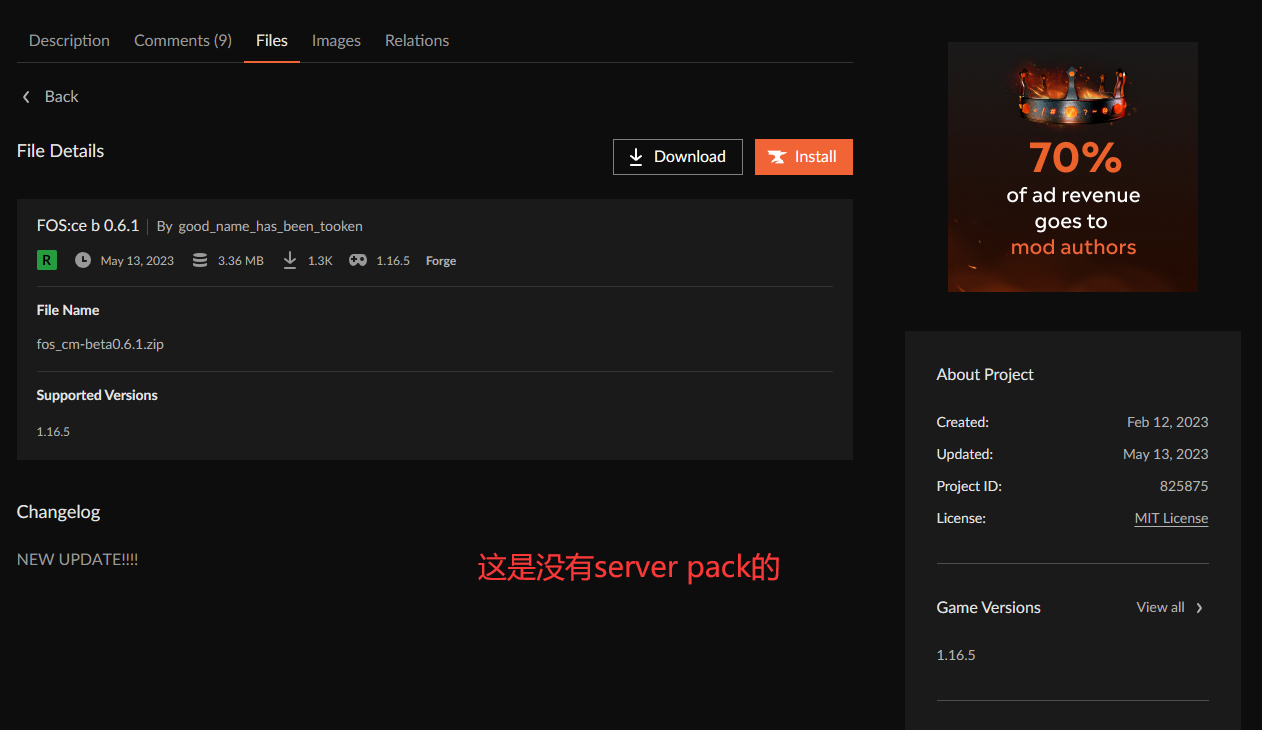 Description Comments (9) Files Images Relations
Back
File Details
Download Install
FOS:ce b 0.6.1 By good_name_has_been_tooken
R May 13, 2023 3.36 MB 1.3K 1.16.5 Forge
File Name
fos_cm-beta0.6.1.zip
Supported Versions
1.16.5
Changelog
NEW UPDATE!!!!
这是没有server pack的
70%
of ad revenue
goes to
mod authors
About Project
Created: Feb 12, 2023
Updated: May 13, 2023
Project ID: 825875
License: MIT License
Game Versions View all
1.16.5